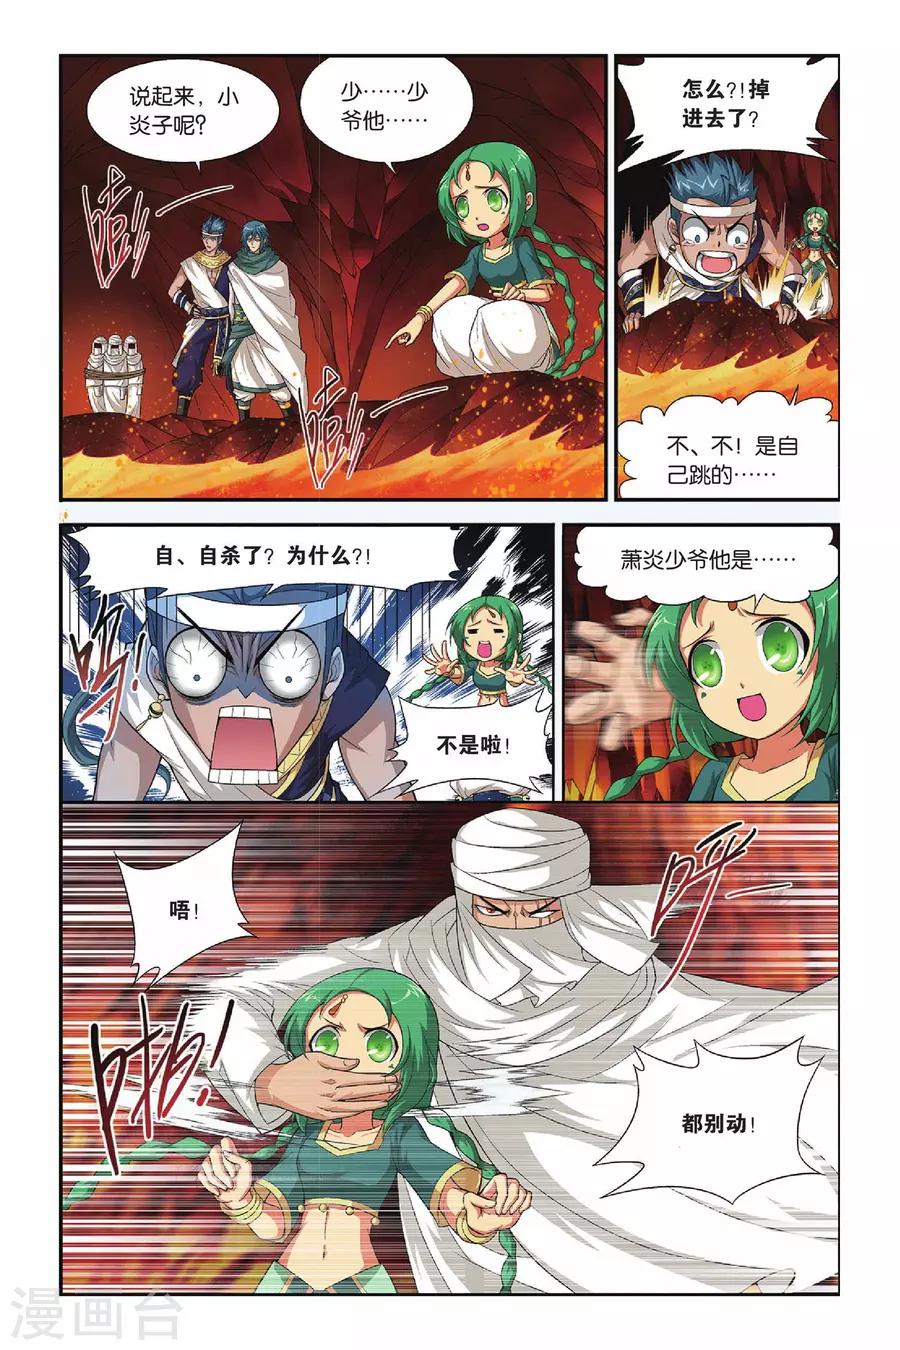 说起来，小
炎子呢？
少……少
爷他……
怎么?!掉
进去了？
不、不！是自
己跳的……
自、自杀了？为什么?!
不是啦！
萧炎少爷他是……
唔！
呼—
啪！
都别动！
漫画台